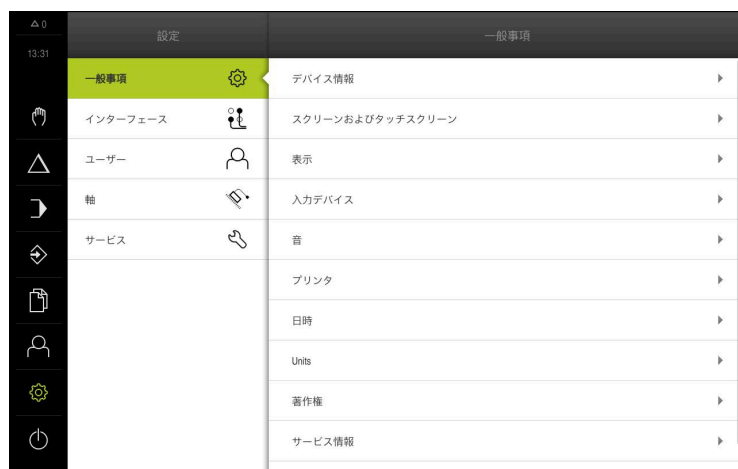 0
13:31
設定
一般事項
一般事項
インターフェース
ユーザー
軸
サービス
デバイス情報
スクリーンおよびタッチスクリーン
表示
入力デバイス
音
プリンタ
日時
Units
著作権
サービス情報